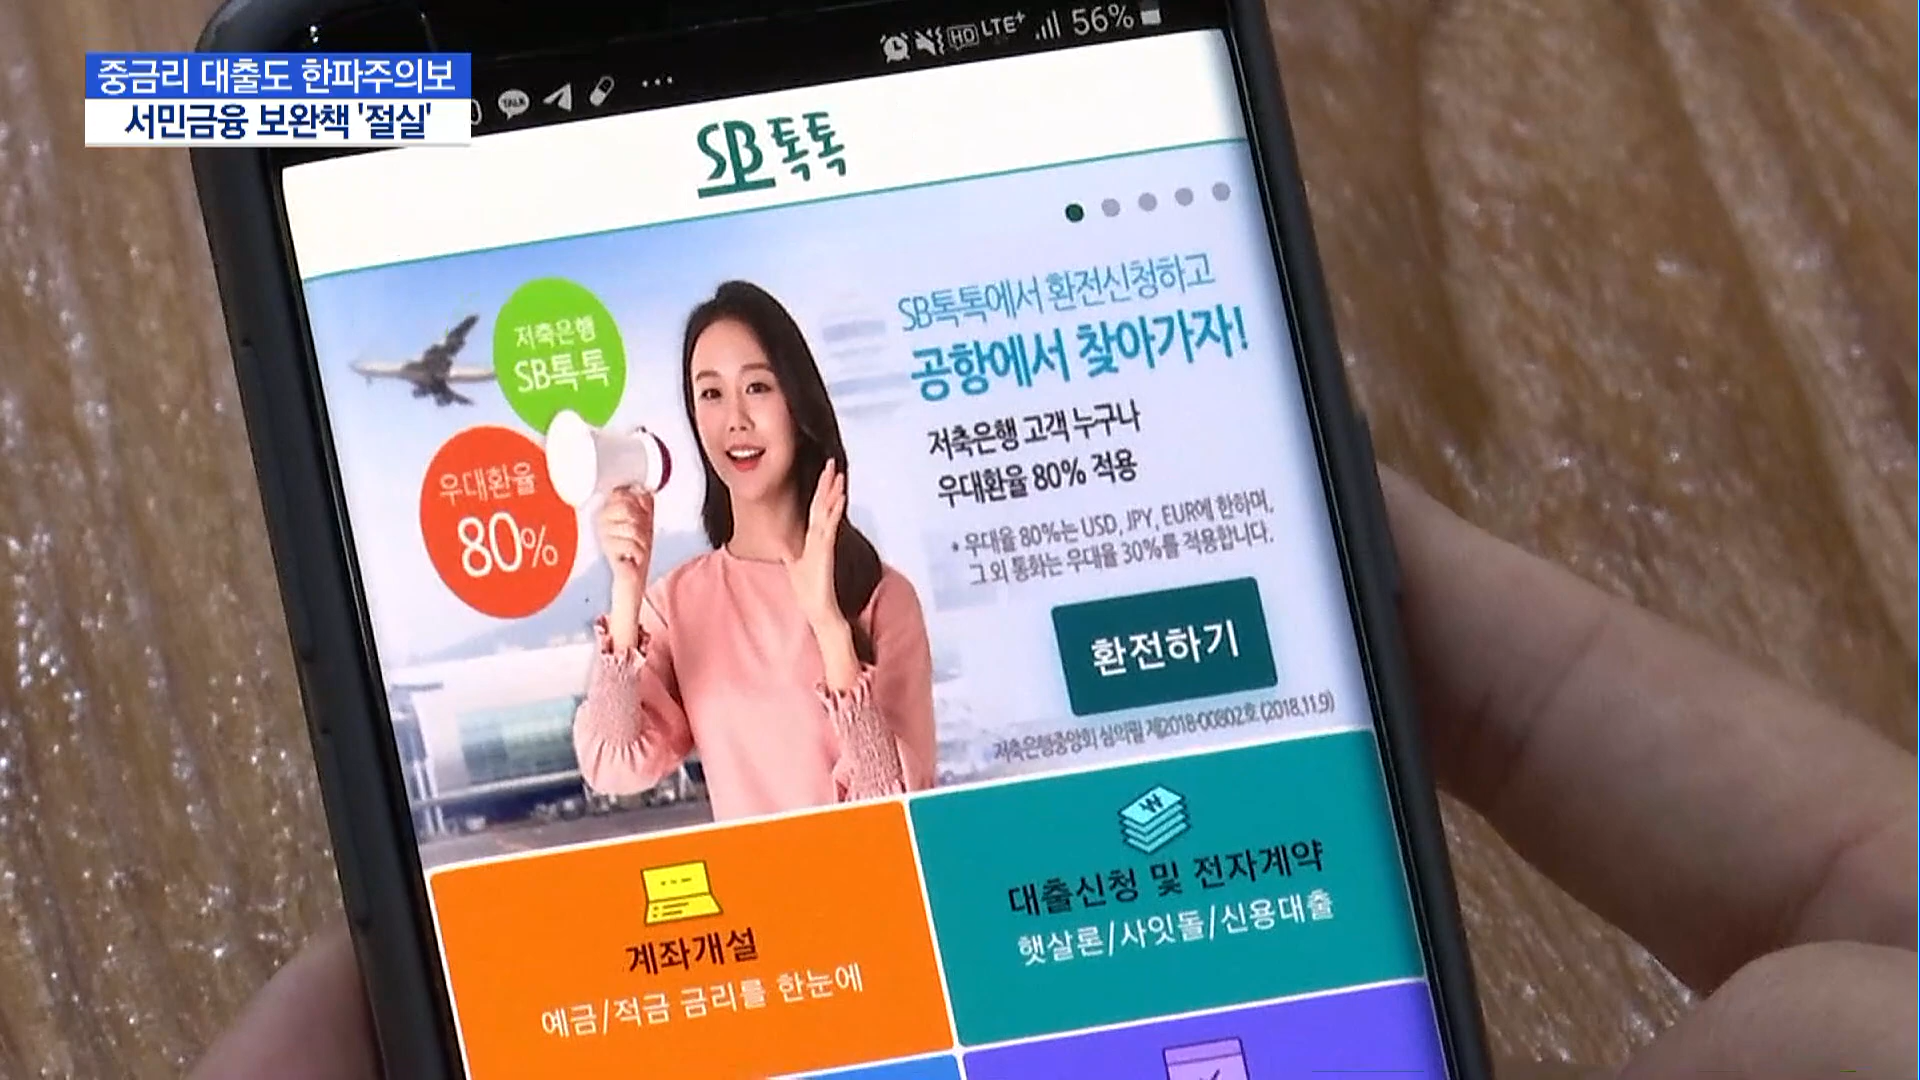 중금리 대출도 한파주의보
서민금융 보완책 '절실'
TALK
HD LTE+ 56%
SB톡톡
저축은행
SB톡톡
우대환율
80%
SB톡톡에서 환전신청하고
공항에서 찾아가자!
저축은행 고객 누구나
우대환율 80% 적용
* 우대율 80%는 USD, JPY, EUR에 한하며,
그 외 통화는 우대율 30%를 적용합니다.
환전하기
저축은행중앙회 심의필 제2018-00802호 (2018.11.9)
계좌개설
예금/적금 금리를 한눈에
대출신청 및 전자계약
햇살론/사잇돌/신용대출